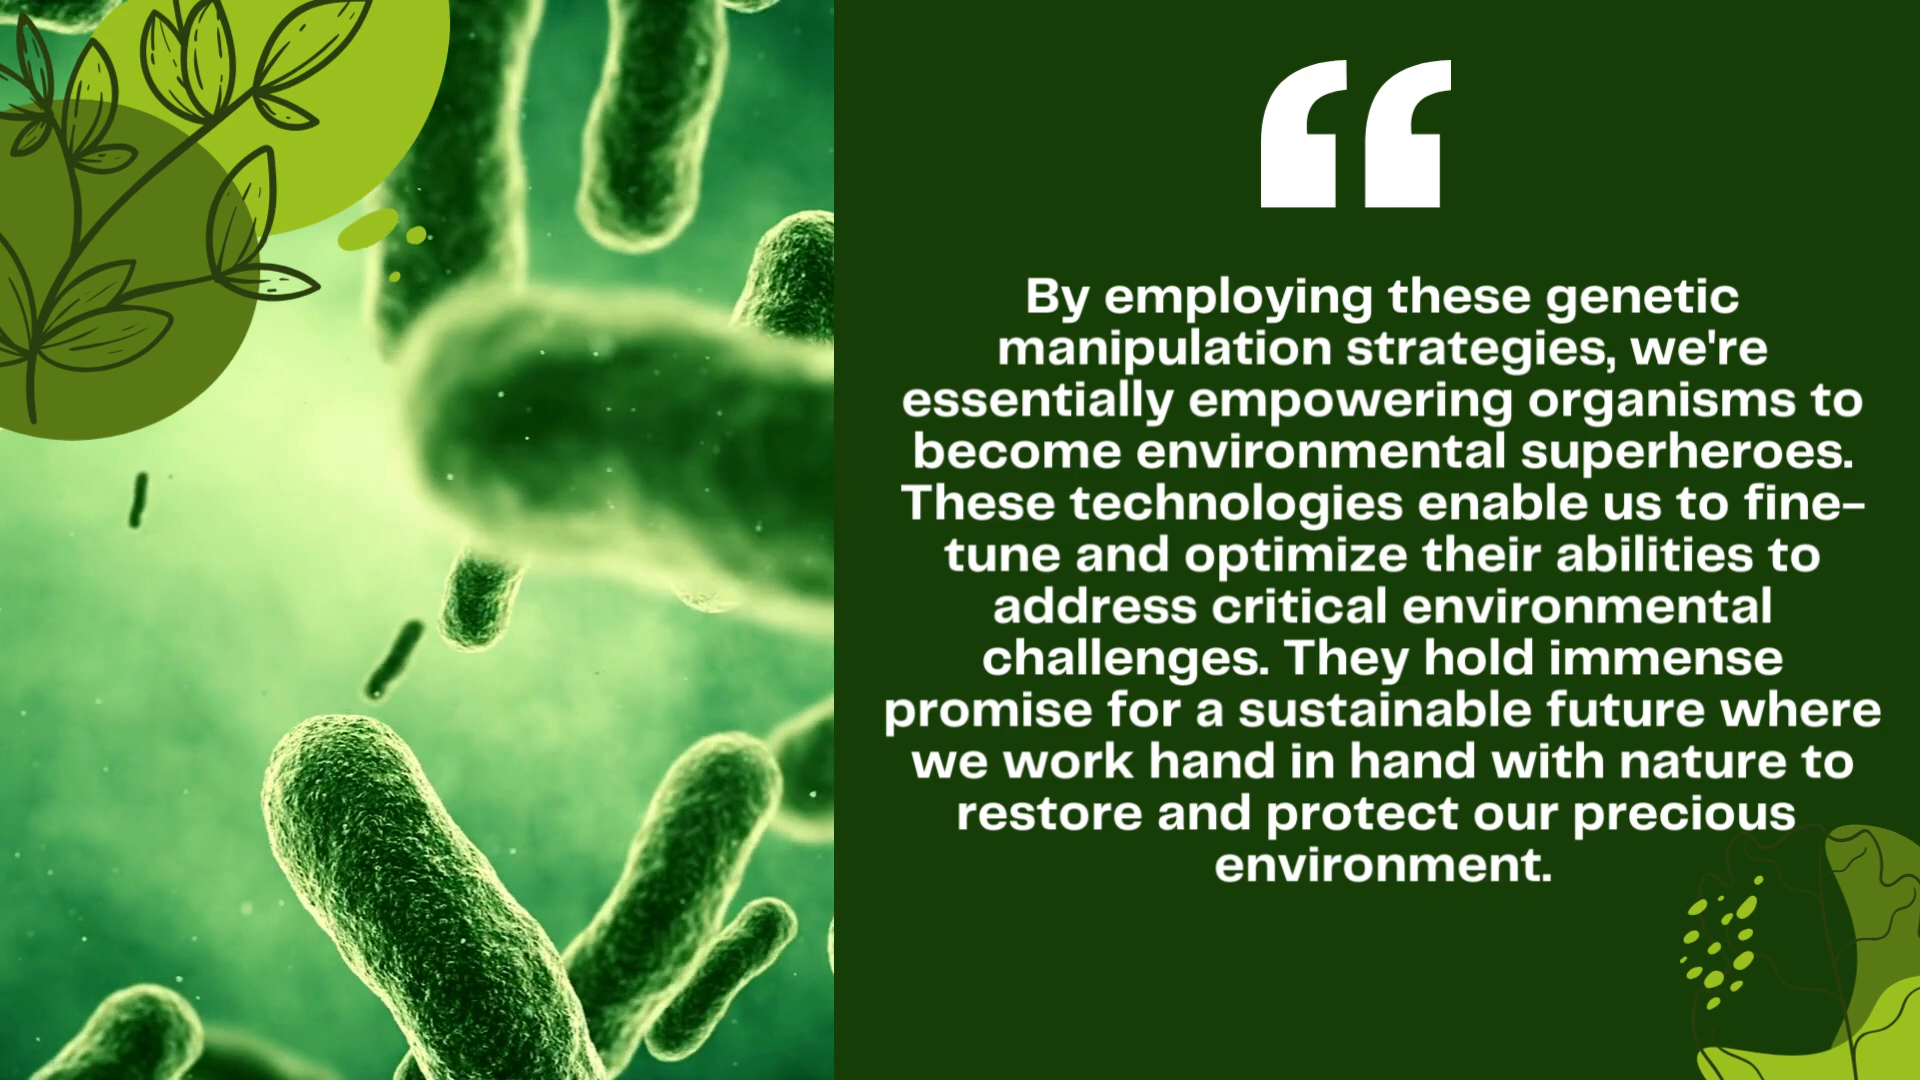 “
By employing these genetic
manipulation strategies, we're
essentially empowering organisms to
become environmental superheroes.
These technologies enable us to fine-
tune and optimize their abilities to
address critical environmental
challenges. They hold immense
promise for a sustainable future where
we work hand in hand with nature to
restore and protect our precious
environment.